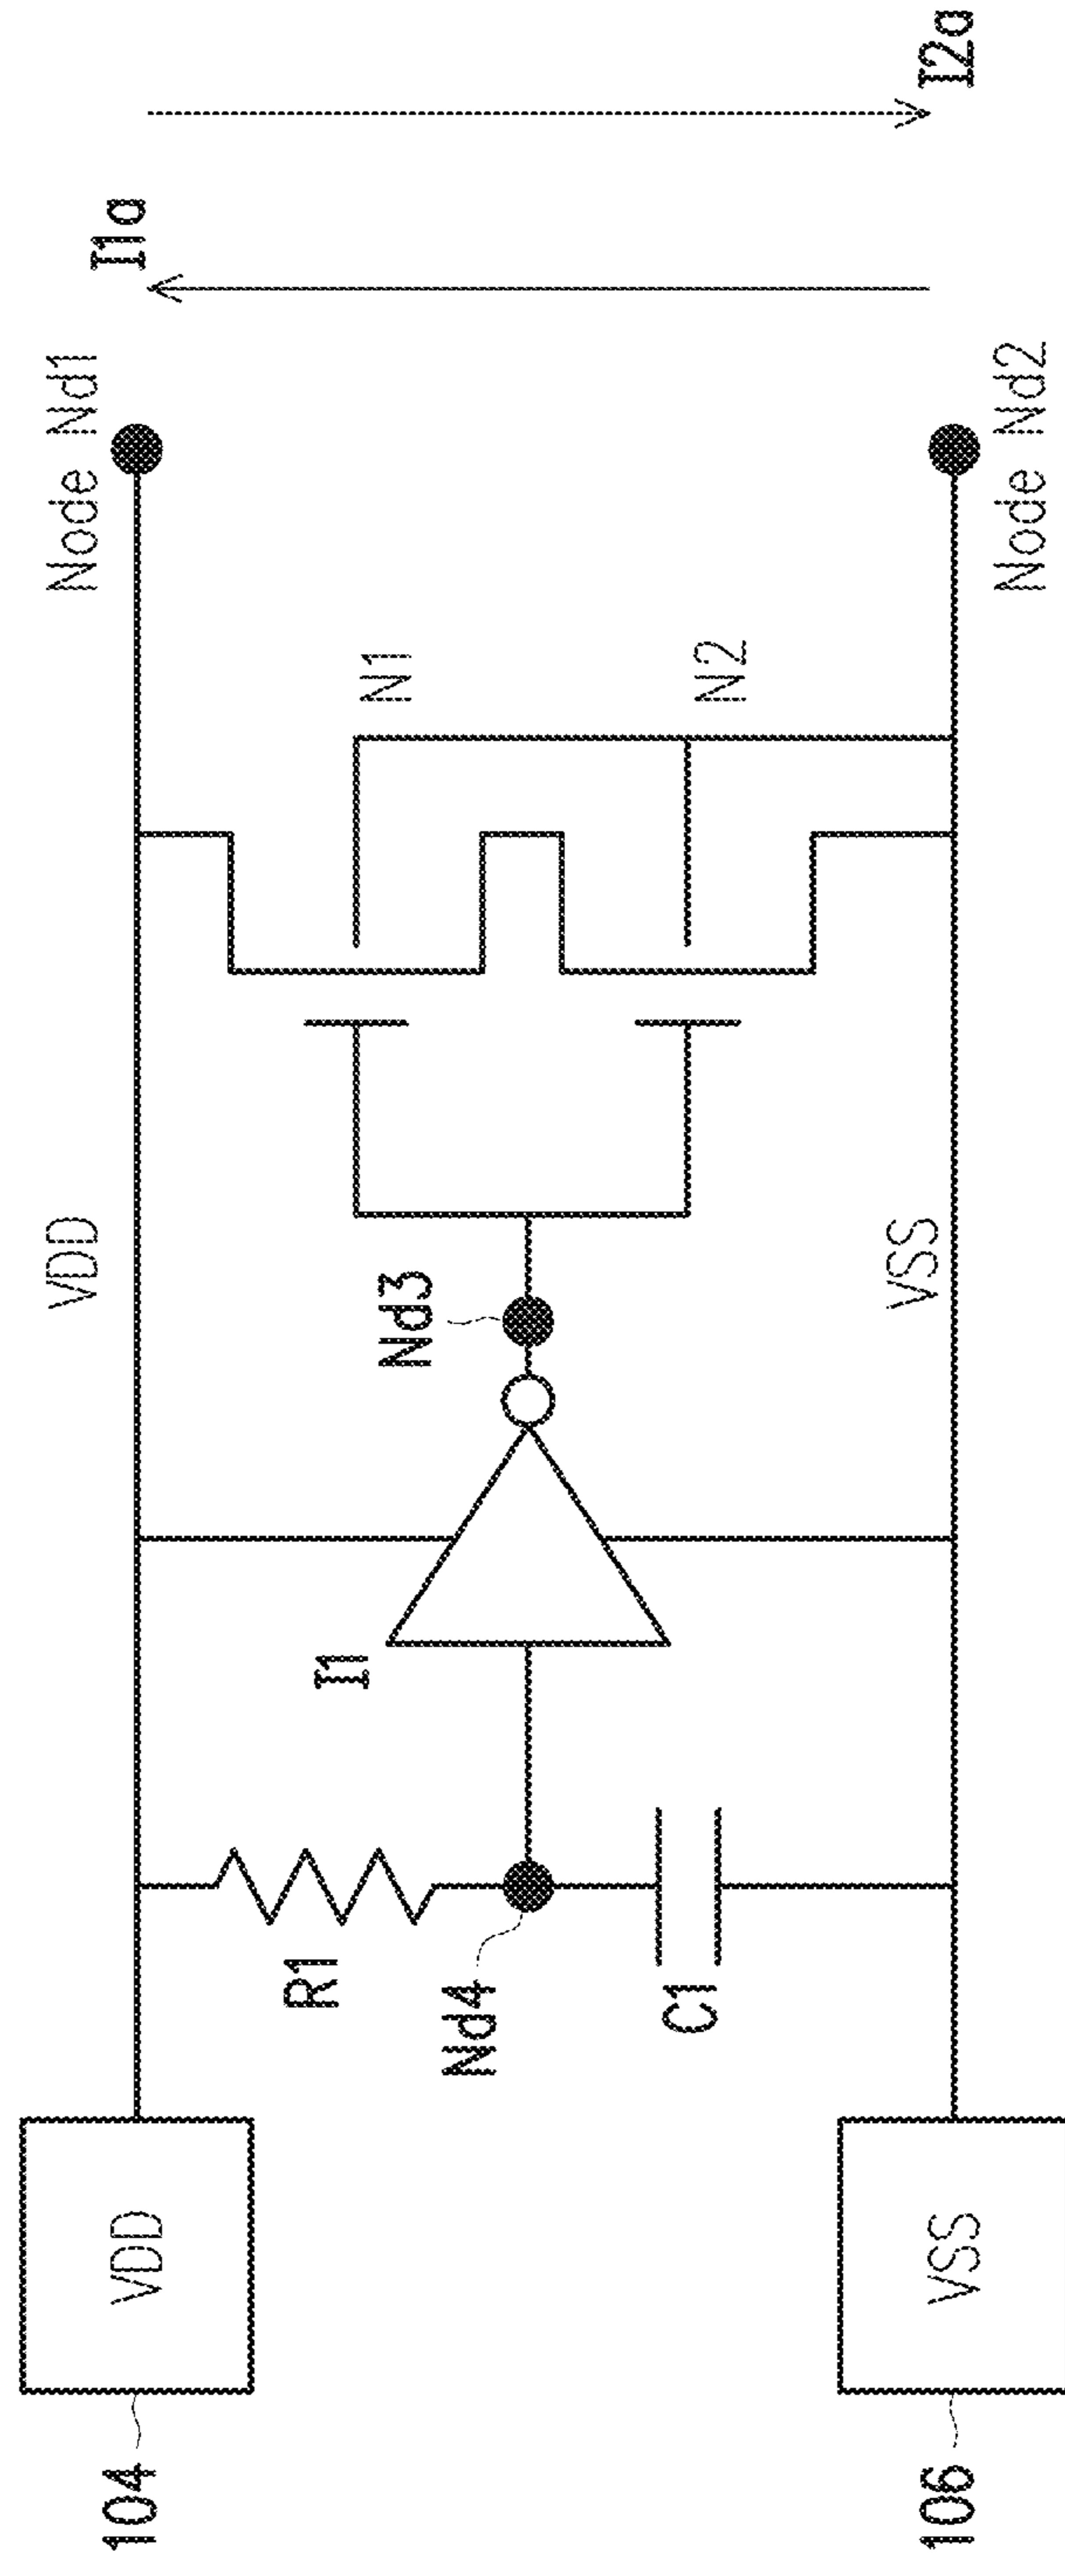 104
VDD
VDD
Node Nd1
I1a
I2a
R1
I1
Nd3
N1
Nd4
N2
C1
106
VSS
VSS
Node Nd2